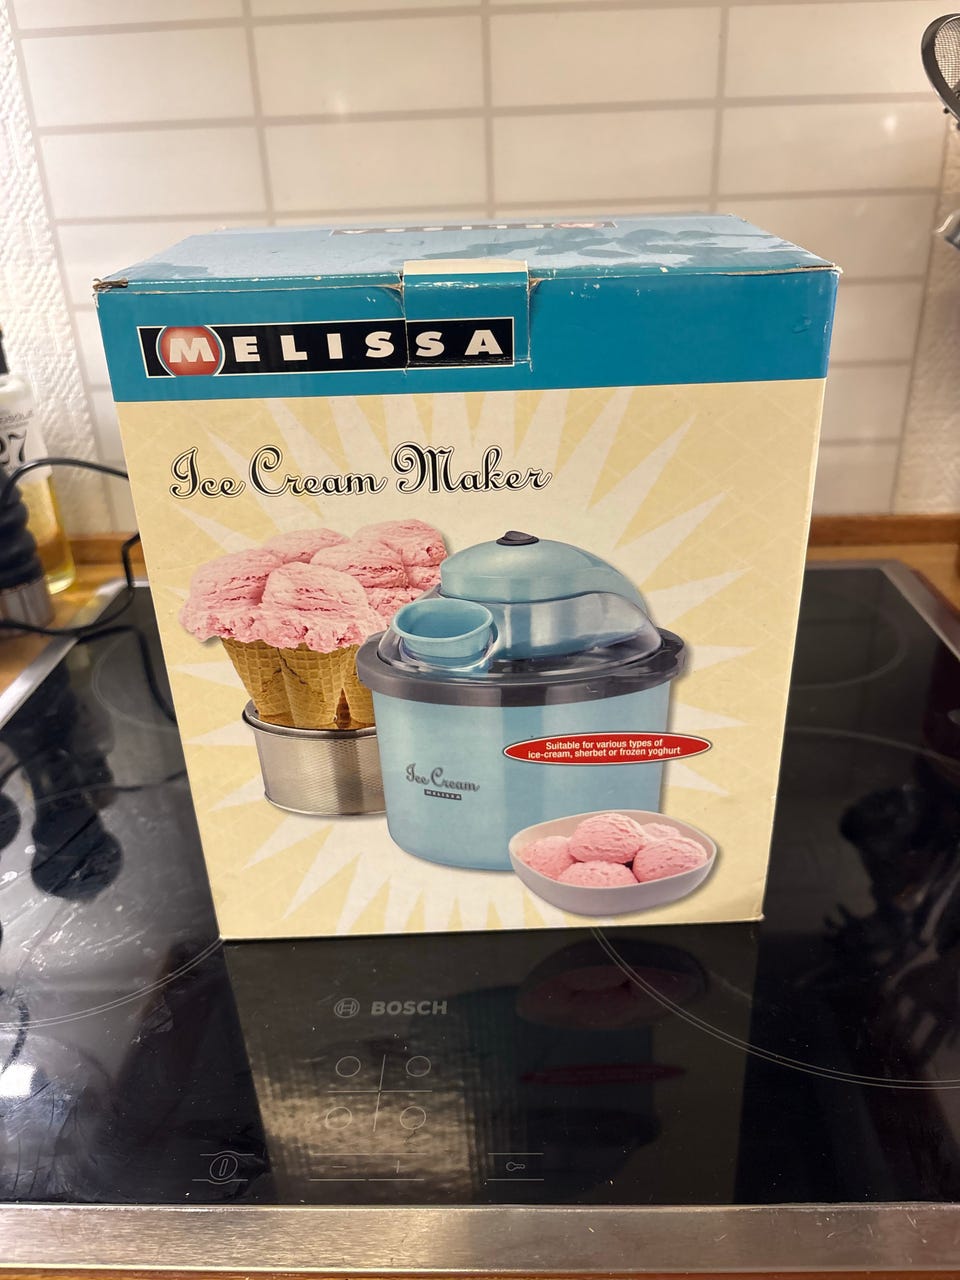 MELISSA
MELISSA
Ice Cream Maker
Suitable for various types of
ice-cream, sherbet or frozen yoghurt
Ice Cream
MELISSA
BOSCH